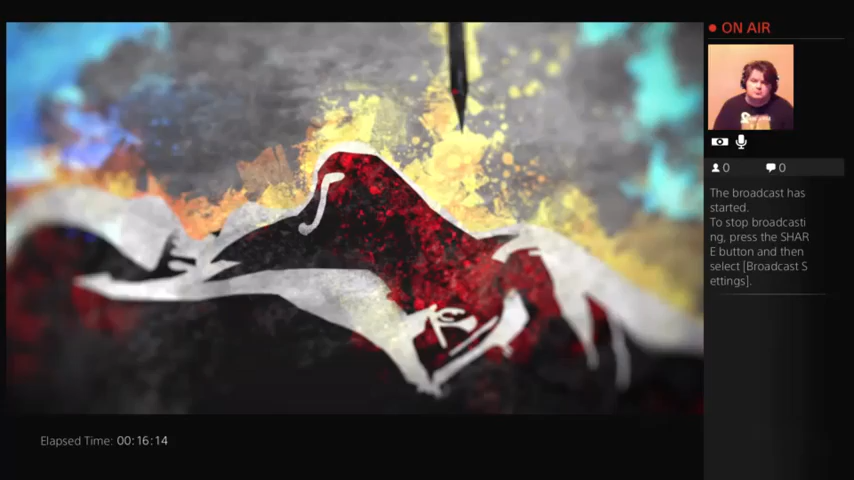 ON AIR
0 0
The broadcast has
started.
To stop broadcasti
ng, press the SHAR
E button and then
select [Broadcast S
ettings].
Elapsed Time: 00:16:14